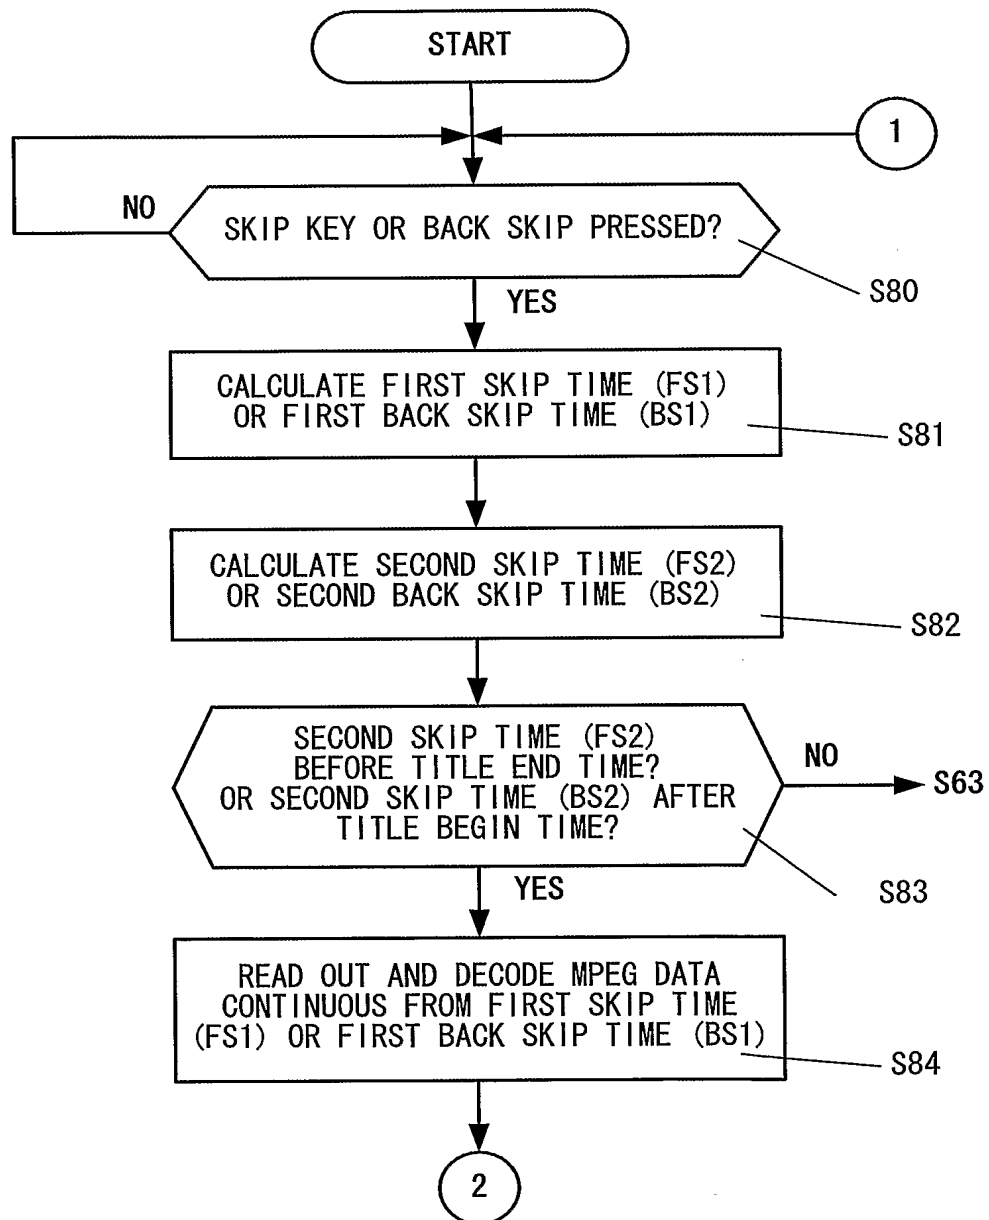 START
1
NO
SKIP KEY OR BACK SKIP PRESSED?
S80
YES
CALCULATE FIRST SKIP TIME (FS1)
OR FIRST BACK SKIP TIME (BS1)
S81
CALCULATE SECOND SKIP TIME (FS2)
OR SECOND BACK SKIP TIME (BS2)
S82
SECOND SKIP TIME (FS2)
BEFORE TITLE END TIME?
OR SECOND SKIP TIME (BS2) AFTER
TITLE BEGIN TIME?
NO
S63
S83
YES
READ OUT AND DECODE MPEG DATA
CONTINUOUS FROM FIRST SKIP TIME
(FS1) OR FIRST BACK SKIP TIME (BS1)
S84
2